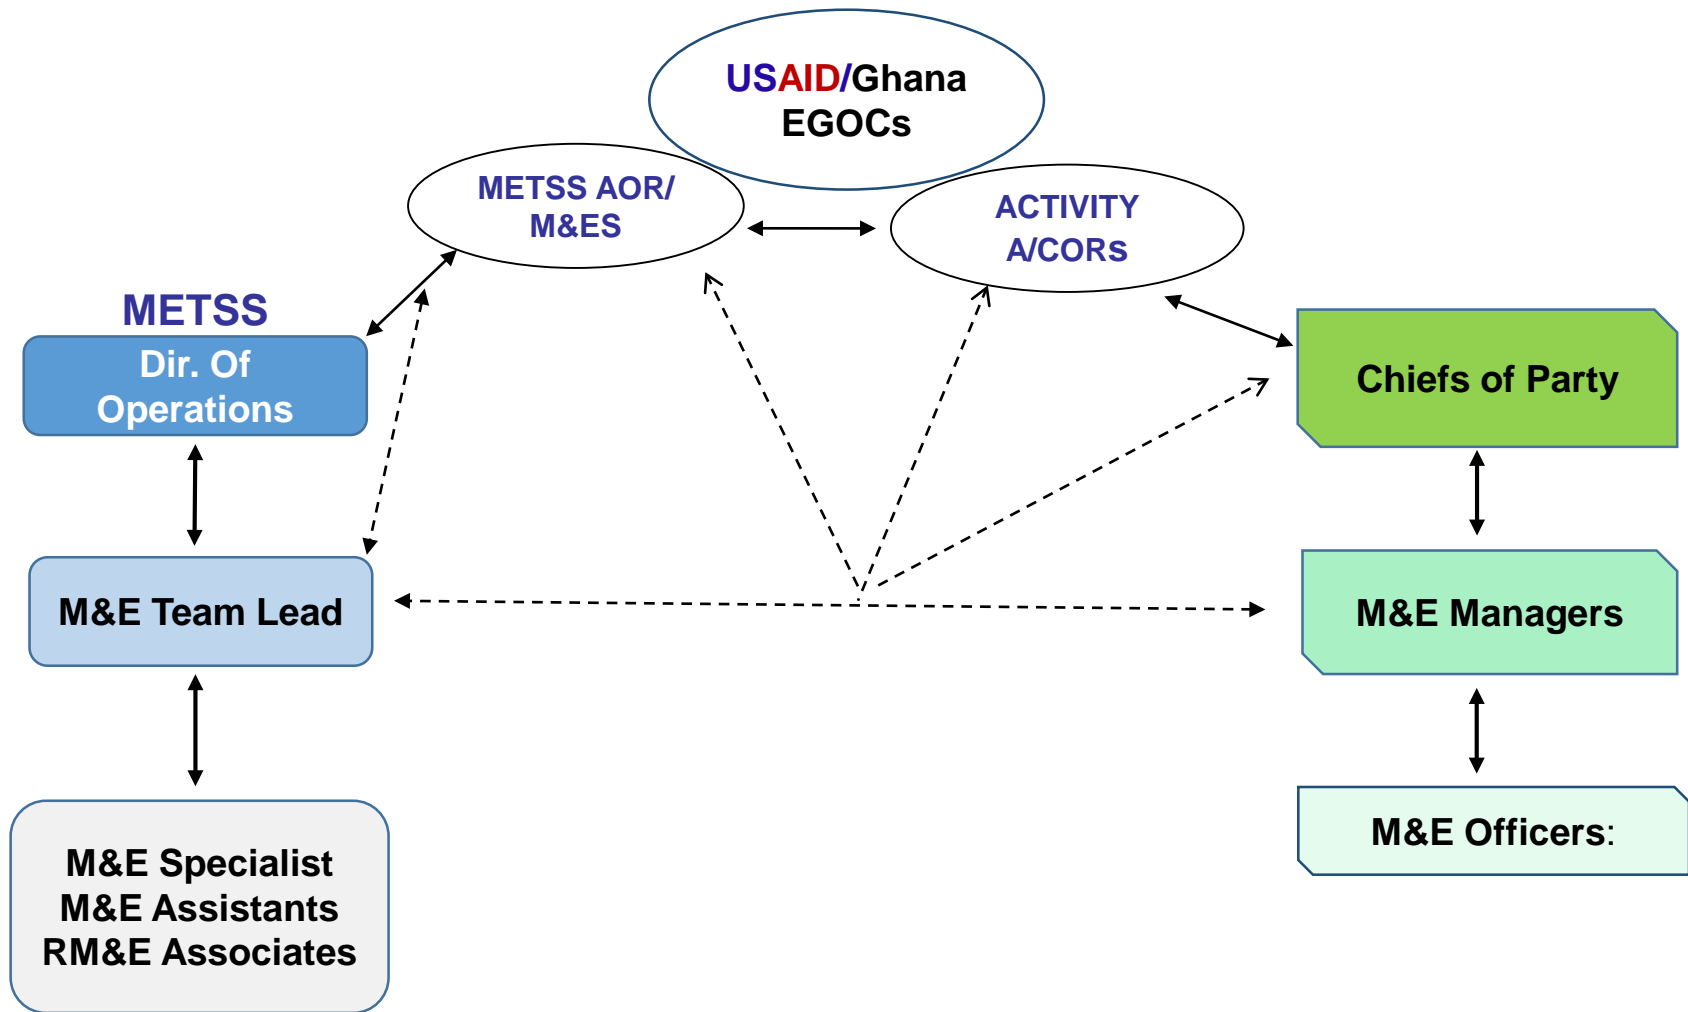 USAID/Ghana
EGOCs
METSS AOR/
M&ES
ACTIVITY
A/CORs
METSS
Dir. Of
Operations
Chiefs of Party
M&E Team Lead
M&E Managers
M&E Specialist
M&E Assistants
RM&E Associates
M&E Officers: